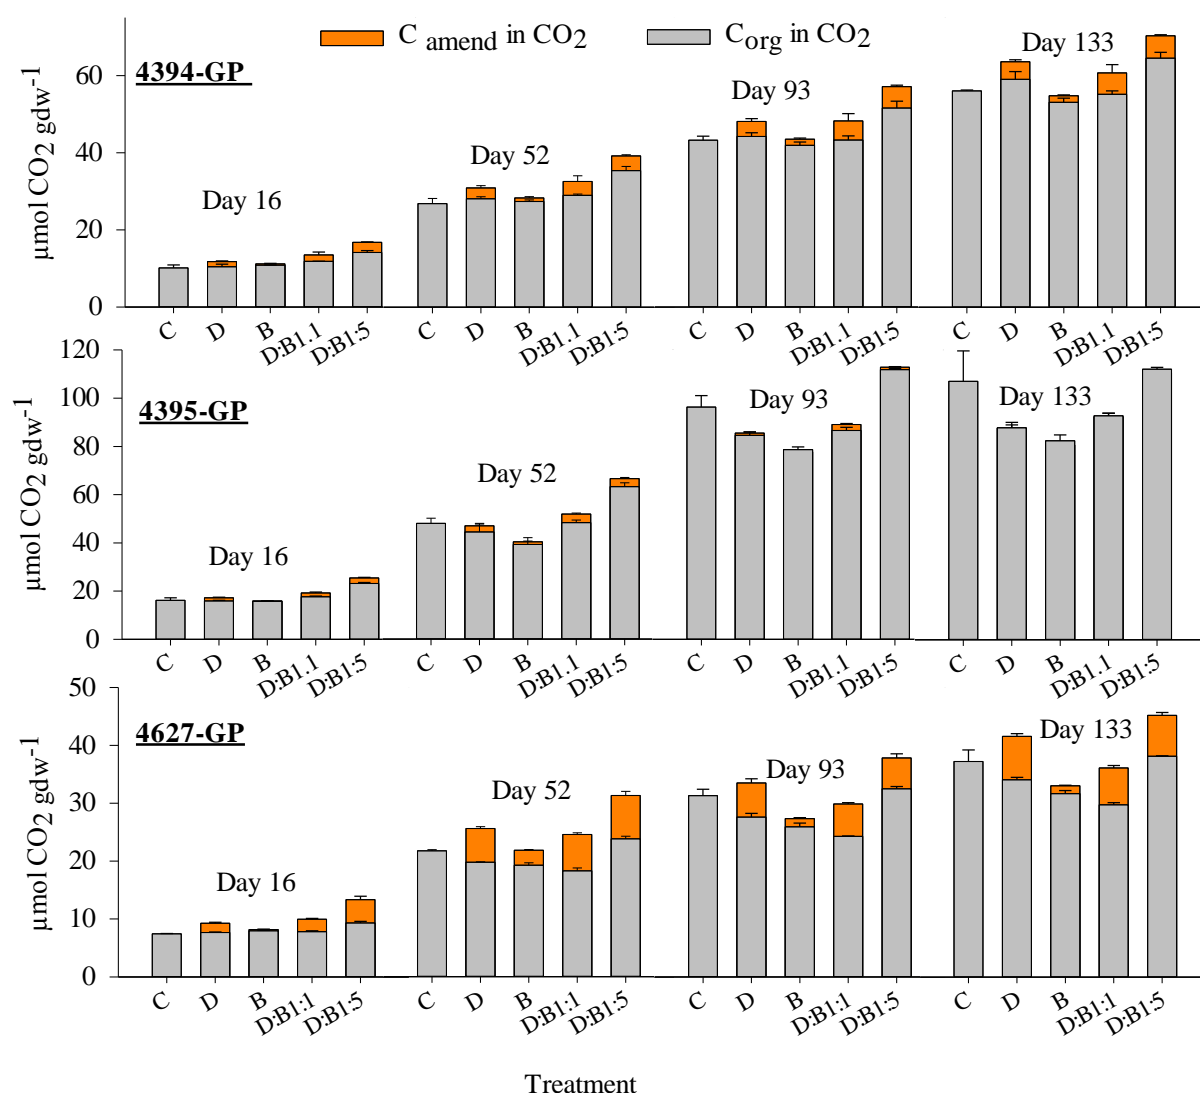 C amend in CO2 Corg in CO2
4394-GP
Day 16
Day 52
Day 93
Day 133
µmol CO2 gdw-1
60
40
20
0
C D B D:B1.1 D:B1:5 C D B D:B1.1 D:B1:5 C D B D:B1.1 D:B1:5 C D B D:B1.1 D:B1:5
4395-GP
Day 16
Day 52
Day 93
Day 133
µmol CO2 gdw-1
120
100
80
60
40
20
0
C D B D:B1.1 D:B1:5 C D B D:B1.1 D:B1:5 C D B D:B1.1 D:B1:5 C D B D:B1.1 D:B1:5
4627-GP
Day 16
Day 52
Day 93
Day 133
µmol CO2 gdw-1
50
40
30
20
10
0
C D B D:B1:1 D:B1:5 C D B D:B1:1 D:B1:5 C D B D:B1:1 D:B1:5 C D B D:B1:1 D:B1:5
Treatment